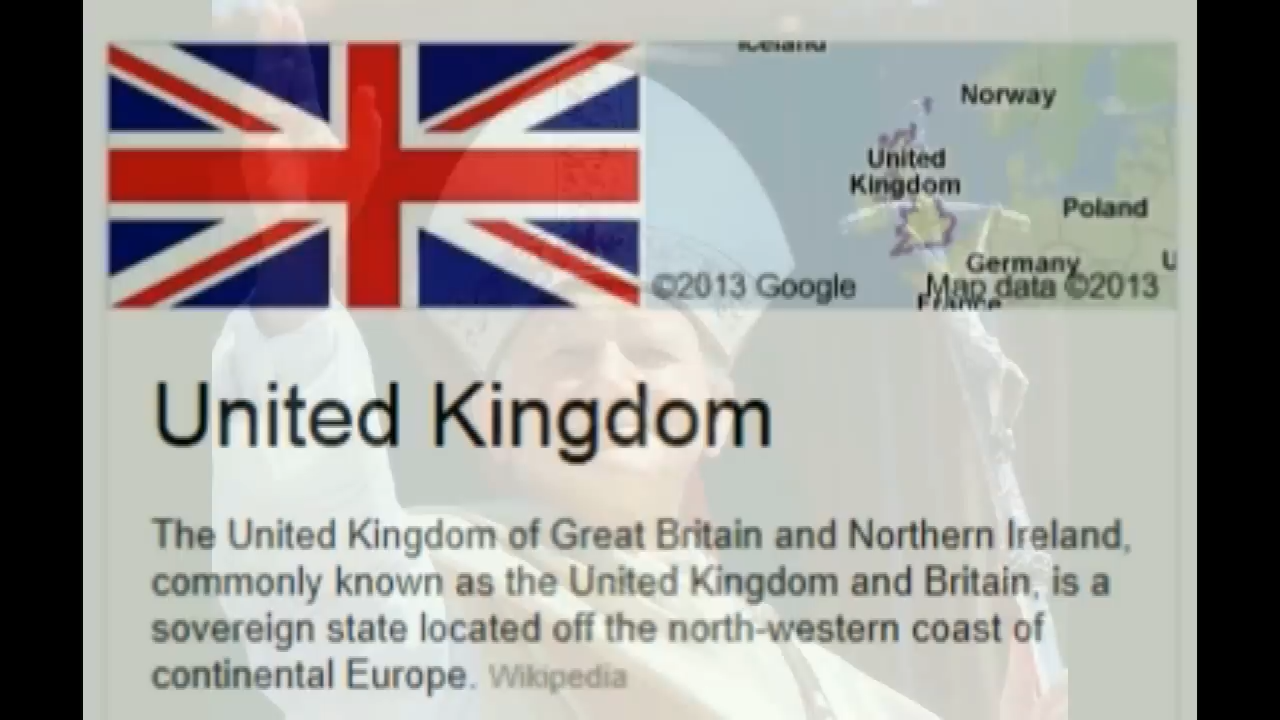 Iceland
Norway
United
Kingdom
Poland
Germany
U
©2013 Google
Map data ©2013
France
United Kingdom
The United Kingdom of Great Britain and Northern Ireland,
commonly known as the United Kingdom and Britain, is a
sovereign state located off the north-western coast of
continental Europe. Wikipedia